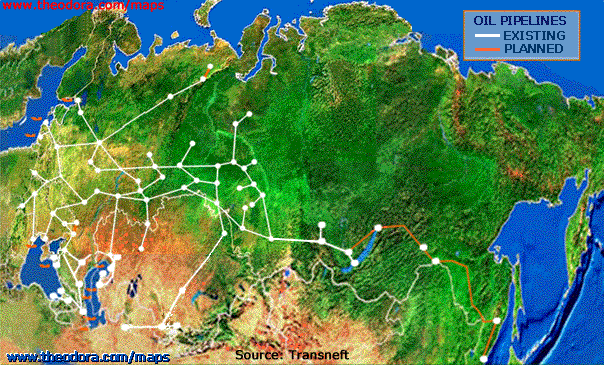 www.theodora.com/maps
OIL PIPELINES
EXISTING
PLANNED
Source: Transneft
www.theodora.com/maps